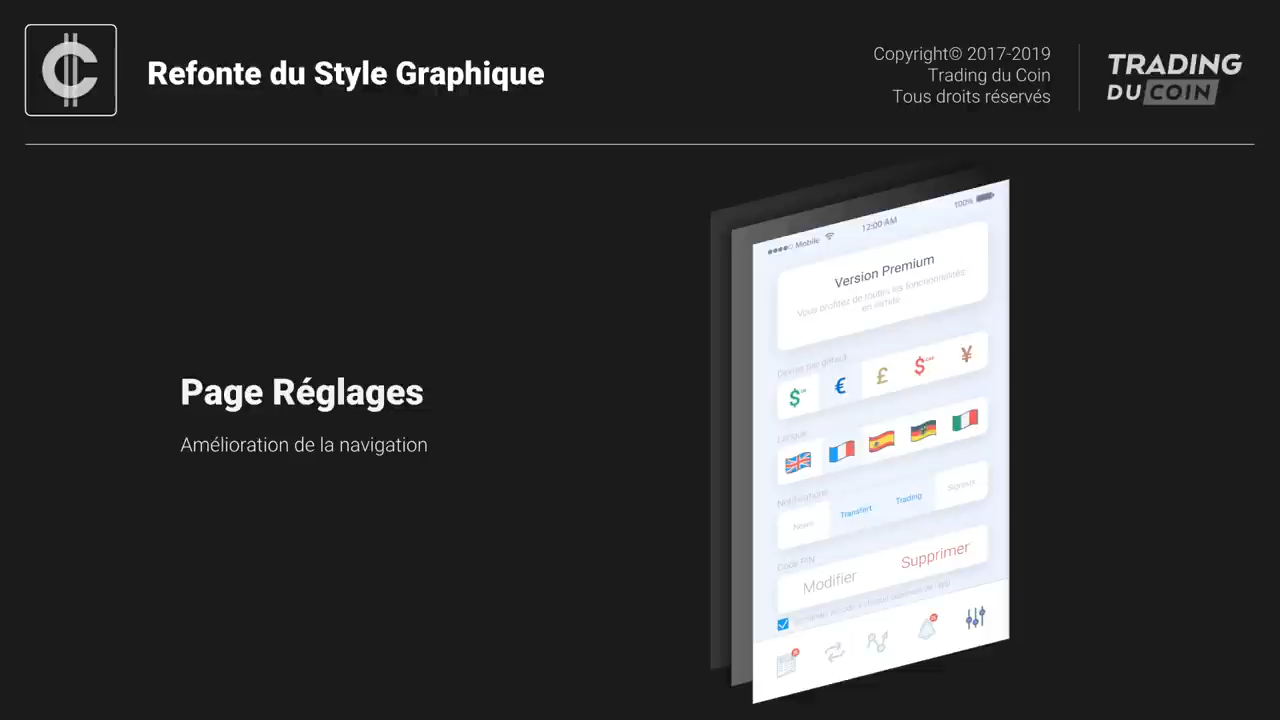 Refonte du Style Graphique
Copyright© 2017-2019
Trading du Coin
Tous droits réservés
TRADING
DU COIN
Page Réglages
Amélioration de la navigation
Mobile
12:00 AM
100%
Version Premium
Vous profitez de toutes les fonctionnalités
en illimité
Devise par défaut
$ € £ $ ¥
Langue
Notifications
News Transfert Trading Signaux
Code PIN
Modifier Supprimer